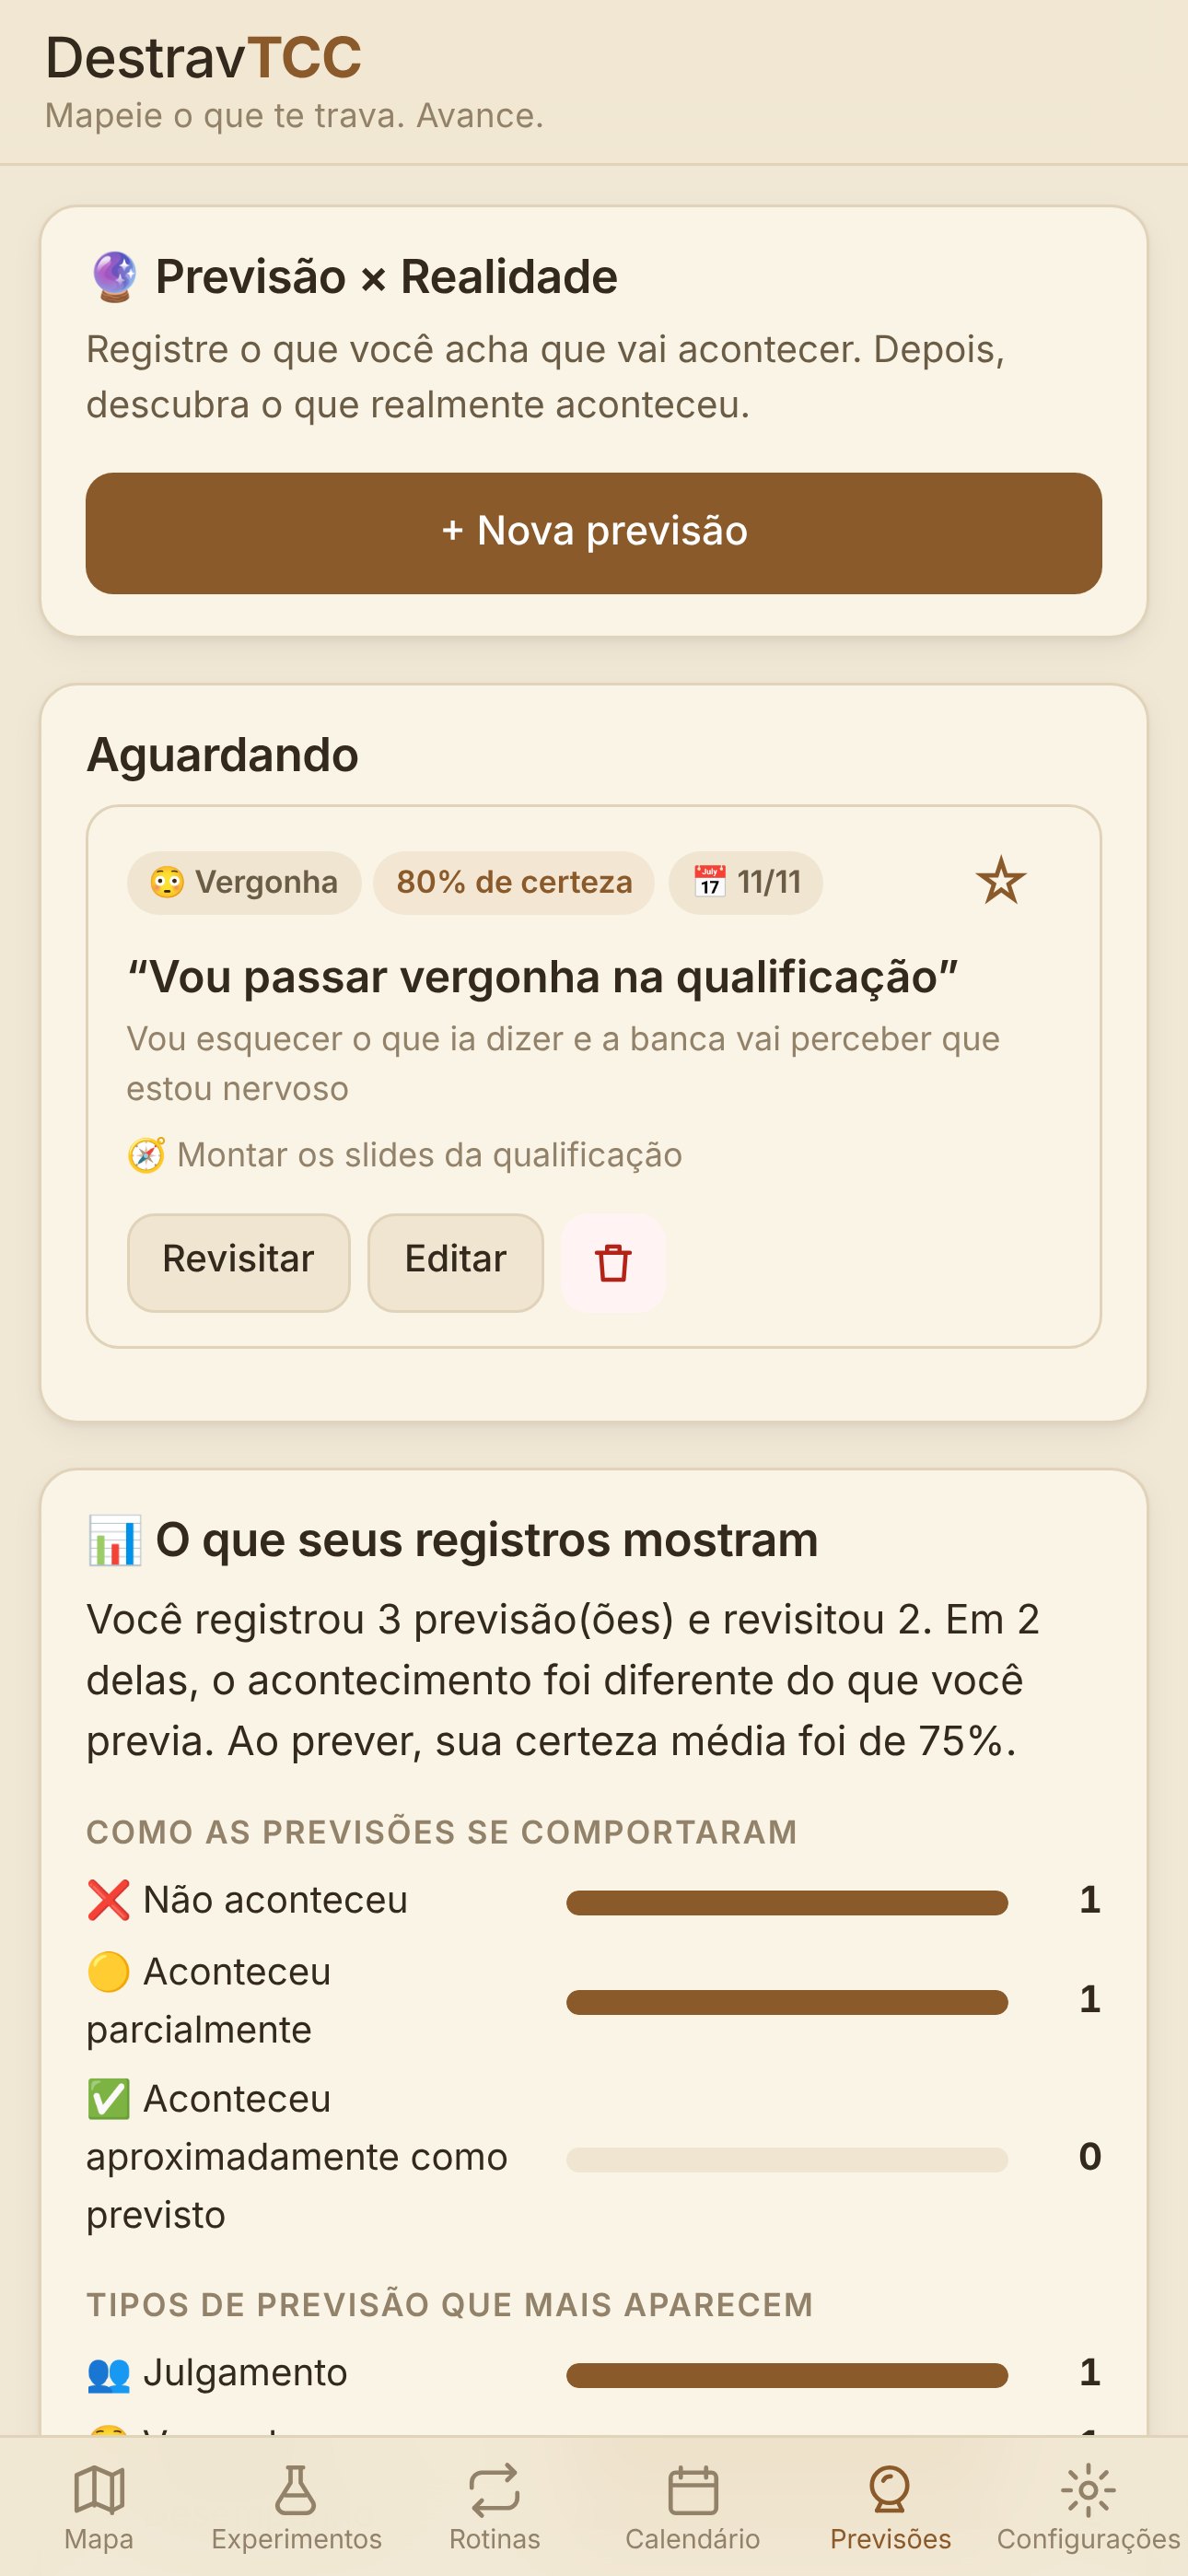 DestravTCC
Mapeie o que te trava. Avance.
Previsão × Realidade
Registre o que você acha que vai acontecer. Depois,
descubra o que realmente aconteceu.
+ Nova previsão
Aguardando
Vergonha
80% de certeza
July 17 11/11
“Vou passar vergonha na qualificação”
Vou esquecer o que ia dizer e a banca vai perceber que
estou nervoso
Montar os slides da qualificação
Revisitar
Editar
O que seus registros mostram
Você registrou 3 previsão(ões) e revisitou 2. Em 2
delas, o acontecimento foi diferente do que você
previa. Ao prever, sua certeza média foi de 75%.
COMO AS PREVISÕES SE COMPORTARAM
Não aconteceu 1
Aconteceu
parcialmente 1
Aconteceu
aproximadamente como 0
previsto
TIPOS DE PREVISÃO QUE MAIS APARECEM
Julgamento 1
Mapa
Experimentos
Rotinas
Calendário
Previsões
Configurações